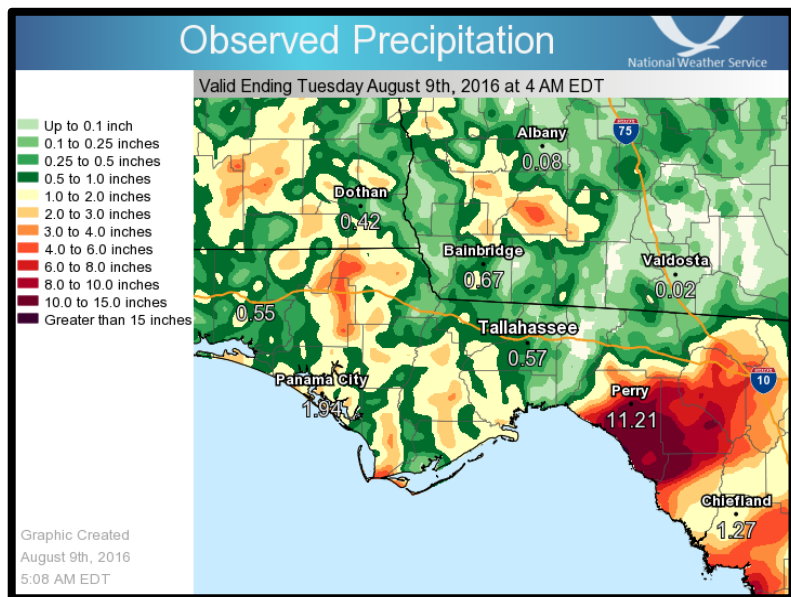 Observed Precipitation
National Weather Service
Valid Ending Tuesday August 9th, 2016 at 4 AM EDT
Up to 0.1 inch
0.1 to 0.25 inches
0.25 to 0.5 inches
0.5 to 1.0 inches
1.0 to 2.0 inches
2.0 to 3.0 inches
3.0 to 4.0 inches
4.0 to 6.0 inches
6.0 to 8.0 inches
8.0 to 10.0 inches
10.0 to 15.0 inches
Greater than 15 inches
Albany
0.08
75
Dothan
0.42
Bainbridge
0.67
Valdosta
0.02
0.55
Tallahassee
0.57
Panama City
1.94
Perry
11.21
10
Chiefland
1.27
Graphic Created
August 9th, 2016
5:08 AM EDT